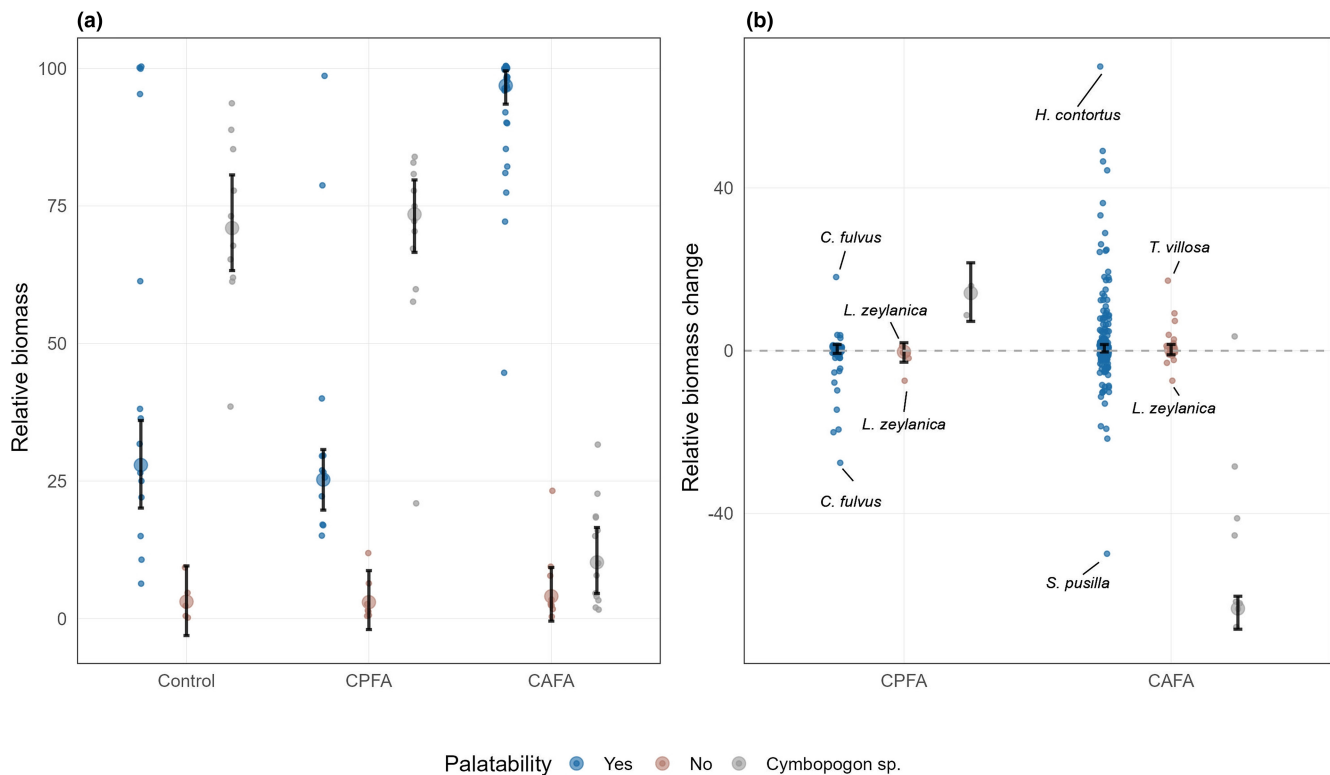 (a)
(b)
Relative biomass
100
75
50
25
0
Control
CPFA
CAFA
Relative biomass change
40
0
-40
H. contortus
C. fulvus
T. villosa
L. zeylanica
L. zeylanica
L. zeylanica
C. fulvus
S. pusilla
CPFA
CAFA
Palatability Yes No Cymbopogon sp.